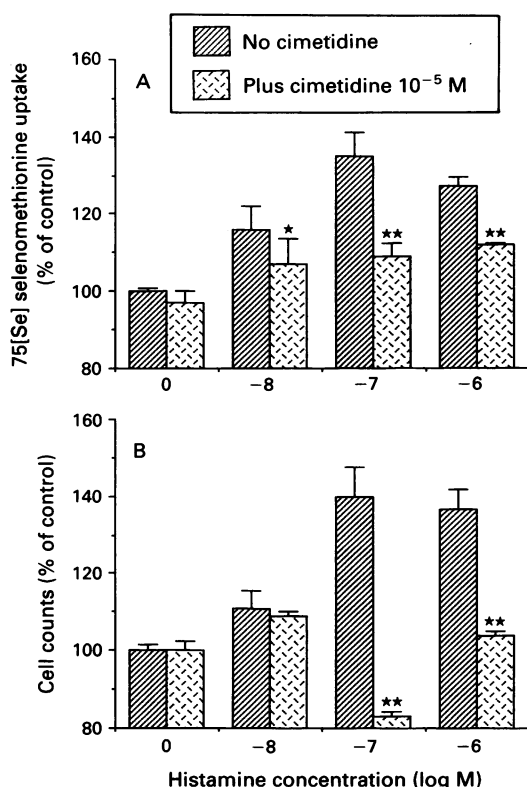 No cimetidine
Plus cimetidine 10⁻⁵ M
A
75[Se] selenomethionine uptake
(% of control)
160
140
120
100
80
★
★★
★★
0
−8
−7
−6
B
Cell counts (% of control)
160
140
110
100
80
★★
★★
0
−8
−7
−6
Histamine concentration (log M)